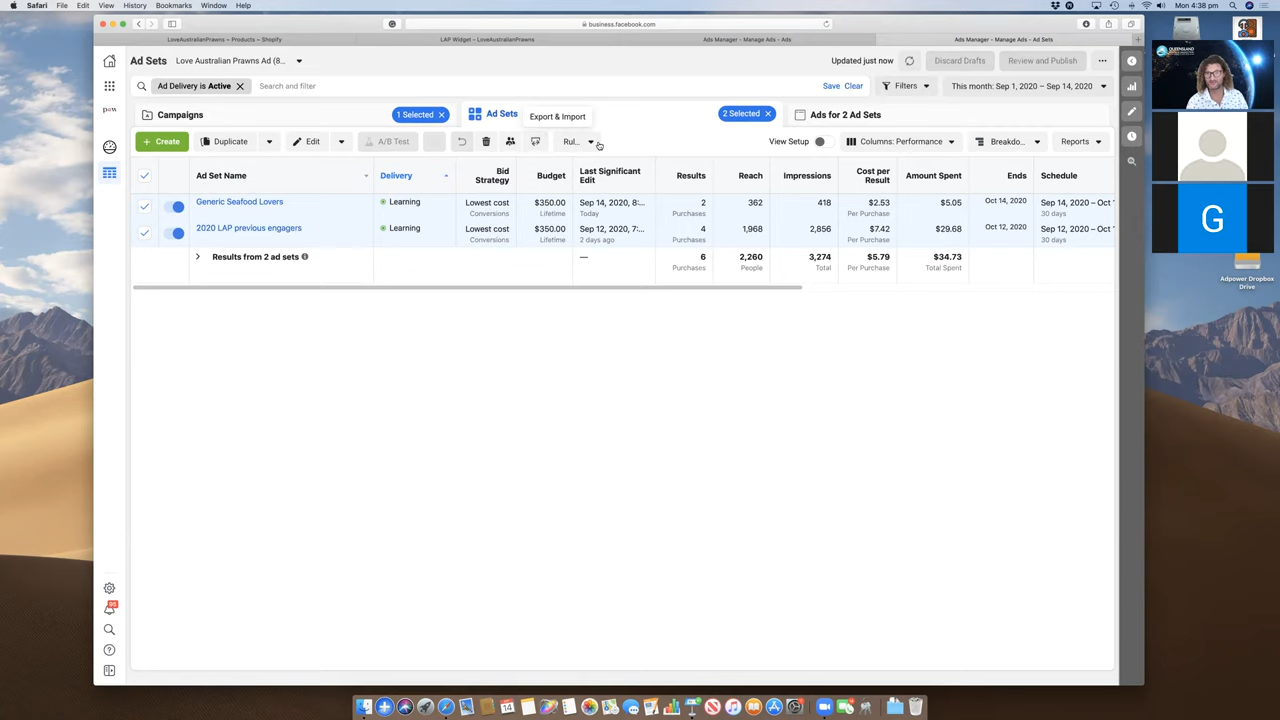 Safari File Edit View History Bookmarks Window Help
Mon 4:38 pm
business.facebook.com
LoveAustralianPrawns ~ Products ~ Shopify
LAP Widget – LoveAustralianPrawns
Ads Manager - Manage Ads - Ads
Ads Manager - Manage Ads - Ad Sets
Ad Sets
Love Australian Prawns Ad (8...
Updated just now
Discard Drafts
Review and Publish
Ad Delivery is Active
Search and filter
Save Clear
Filters
This month: Sep 1, 2020 – Sep 14, 2020
Campaigns
1 Selected
Ad Sets
Export & Import
2 Selected
Ads for 2 Ad Sets
+ Create
Duplicate
Edit
A/B Test
Rul...
View Setup
Columns: Performance
Breakdo...
Reports
Ad Set Name
Delivery
Bid Strategy
Budget
Last Significant Edit
Results
Reach
Impressions
Cost per Result
Amount Spent
Ends
Schedule
Generic Seafood Lovers Learning Lowest cost $350.00 Sep 14, 2020, 8:... 2 362 418 $2.53 $5.05 Oct 14, 2020 Sep 14, 2020 – Oct 1
Conversions Lifetime Today Purchases Per Purchase 30 days
2020 LAP previous engagers Learning Lowest cost $350.00 Sep 12, 2020, 7:... 4 1,968 2,856 $7.42 $29.68 Oct 12, 2020 Sep 12, 2020 – Oct 1
Conversions Lifetime 2 days ago Purchases Per Purchase 30 days
Results from 2 ad sets — 6 2,260 3,274 $5.79 $34.73
Purchases People Total Per Purchase Total Spent
QUEENSLAND
G
Adpower Dropbox
Drive
14